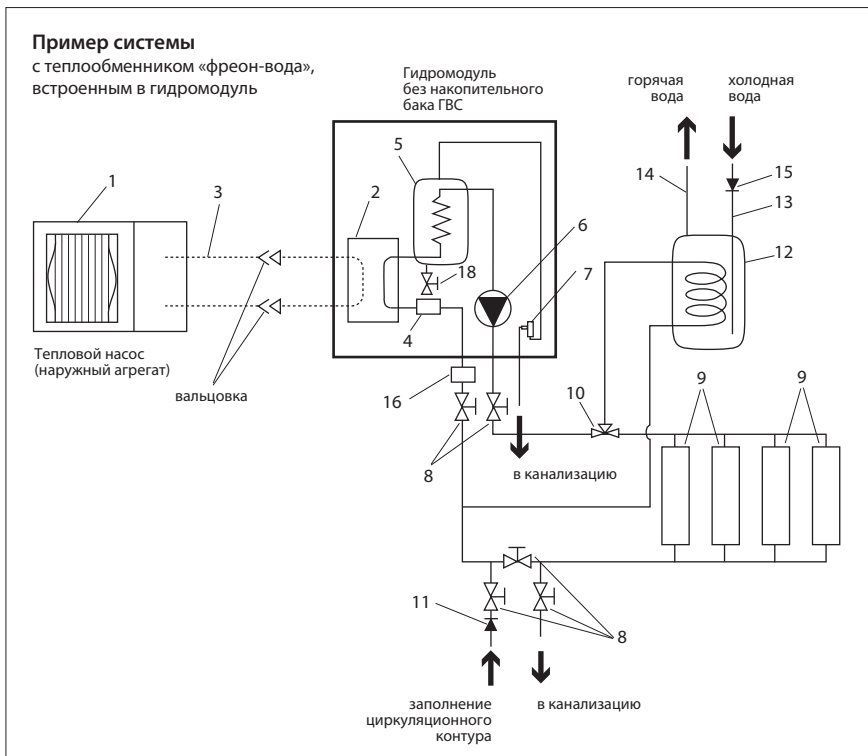 Пример системы
с теплообменником «фреон-вода»,
встроенным в гидромодуль
Гидромодуль
без накопительного
бака ГВС
горячая
вода
холодная
вода
1
3
2
5
6
7
18
4
14
15
13
12
Тепловой насос
(наружный агрегат)
вальцовка
16
8
10
9
9
в канализацию
11
8
заполнение
циркуляционного
контура
в канализацию